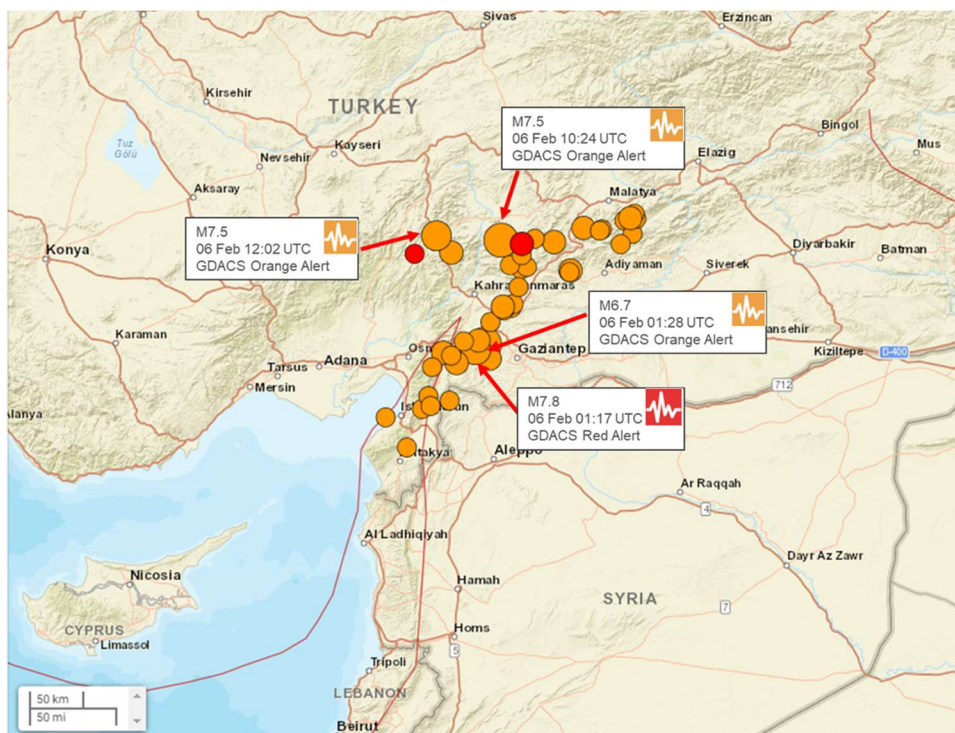 Sivas
Erzincan
Kirsehir
TURKEY
M7.5
06 Feb 10:24 UTC
GDACS Orange Alert
Bingol
Mus
Tuz
Gölü
Nevsehir
Kayseri
Elazig
Aksaray
Malatya
M7.5
06 Feb 12:02 UTC
GDACS Orange Alert
Konya
Diyarbakir
Batman
Adiyaman
Siverek
M6.7
06 Feb 01:28 UTC
GDACS Orange Alert
Karaman
Adana
Gaziantep
Kiziltepe
D-400
Tarsus
Mersin
712
M7.8
06 Feb 01:17 UTC
GDACS Red Alert
Alanya
Aleppo
Ar Raqqah
4
Al Ladhiqiyah
Dayr Az Zawr
Nicosia
Hamah
SYRIA
7
CYPRUS
Limassol
Homs
5
Tripoli
LEBANON
50 km
50 mi
Beirut